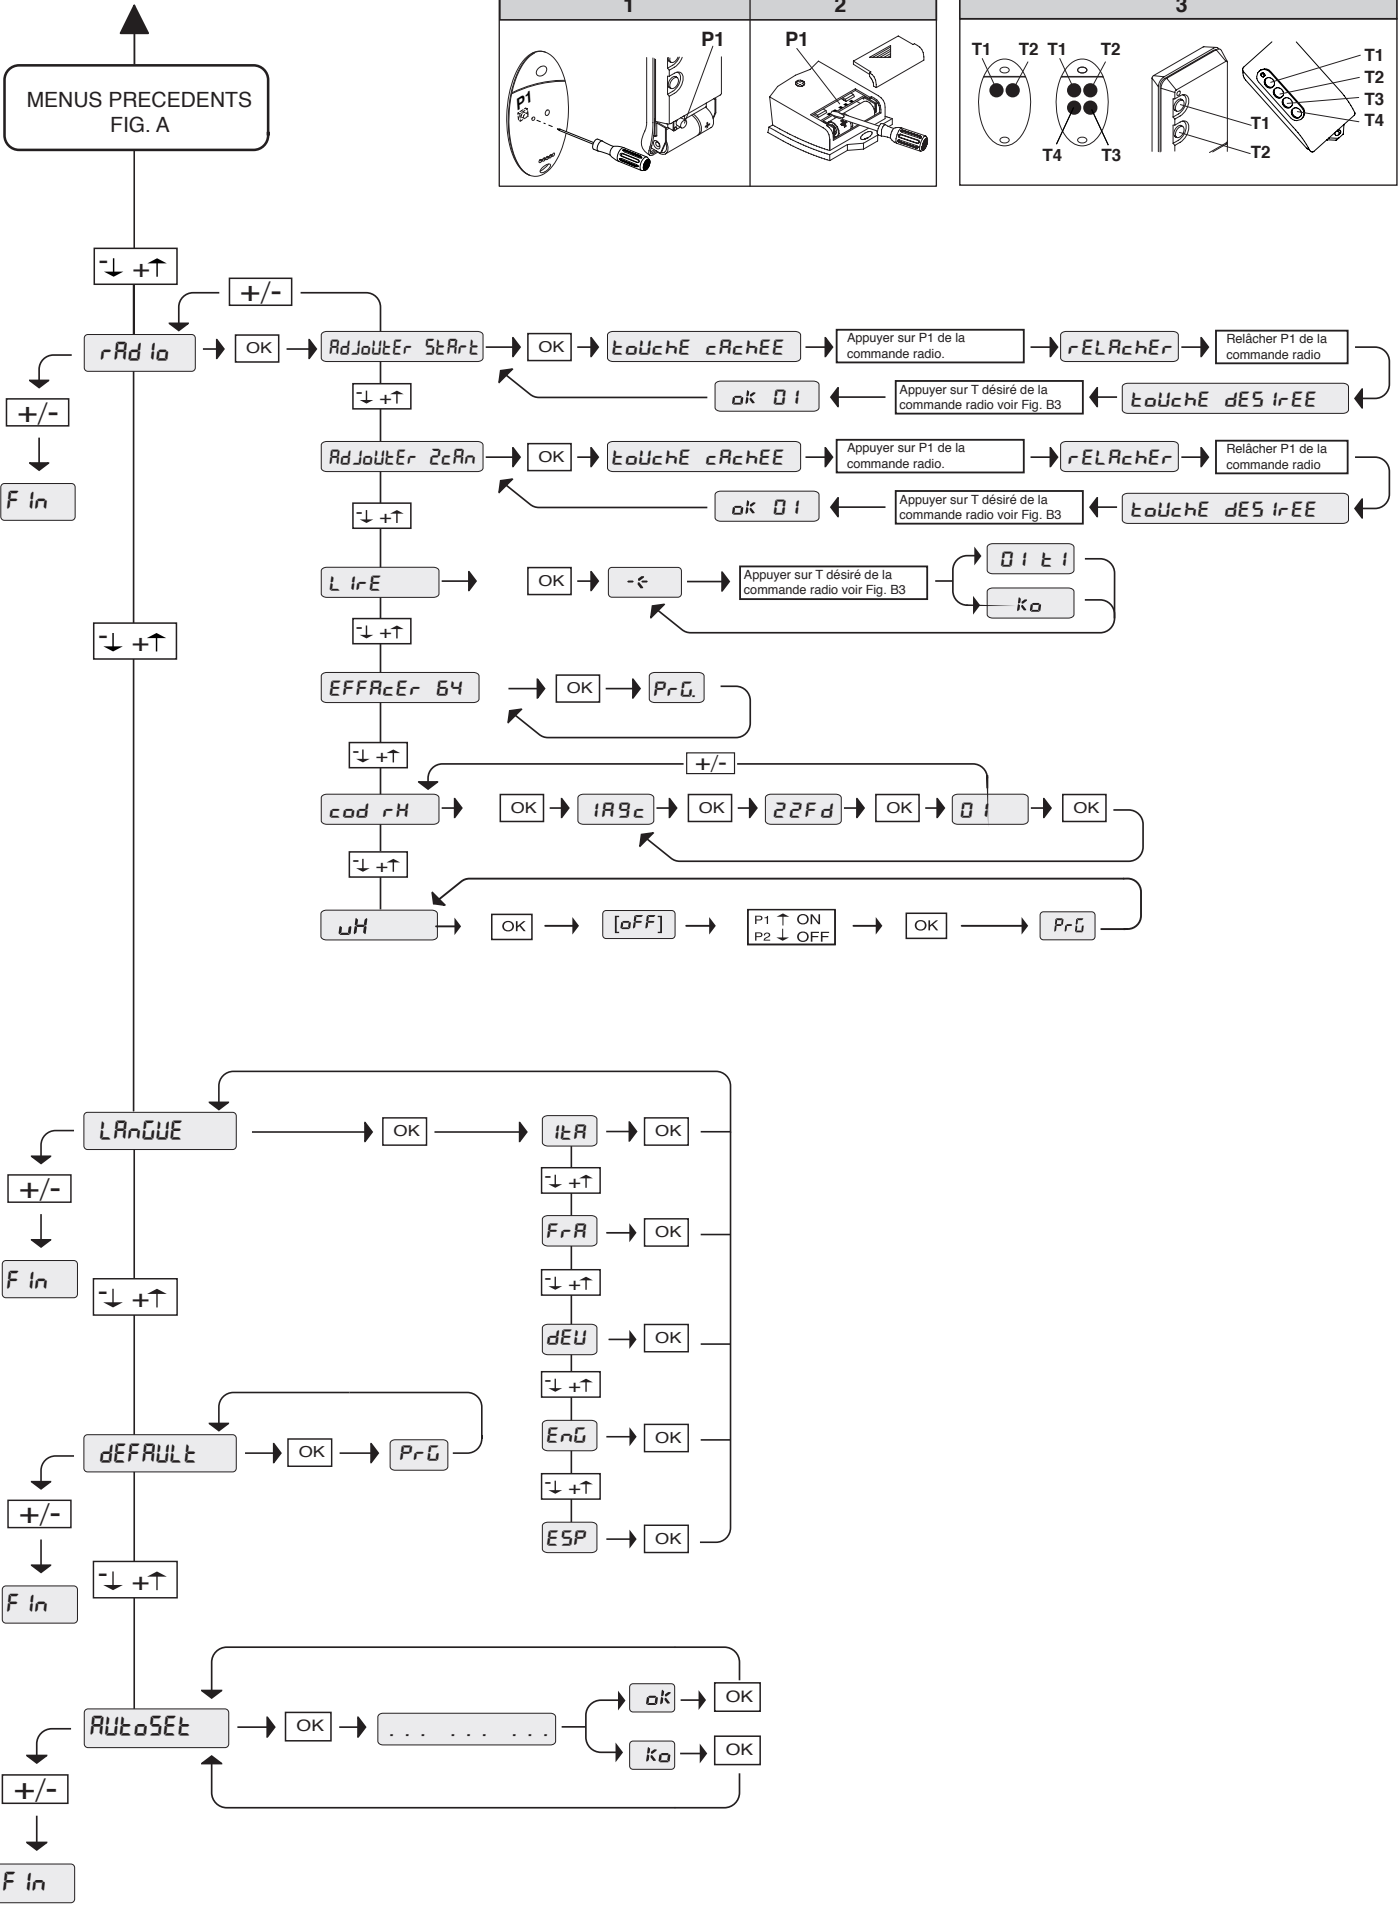 1
2
3
P1
P1
P1
T1 T2 T1 T2
T4 T3
T1
T2
T1
T2
T3
T4
MENUS PRECEDENTS
FIG. A
-↓ +↑
+/-
rAdIo
OK
AdJoUtEr StArt
OK
toUchE cAchEE
Appuyer sur P1 de la
commande radio.
rELAchEr
Relâcher P1 de la
commande radio
+/-
FIn
-↓ +↑
ok 01
Appuyer sur T désiré de la
commande radio voir Fig. B3
toUchE dESIrEE
AdJoUtEr 2cAn
OK
toUchE cAchEE
Appuyer sur P1 de la
commande radio.
rELAchEr
Relâcher P1 de la
commande radio
-↓ +↑
ok 01
Appuyer sur T désiré de la
commande radio voir Fig. B3
toUchE dESIrEE
LIrE
OK
Appuyer sur T désiré de la
commande radio voir Fig. B3
01 t1
Ko
-↓ +↑
-↓ +↑
EFFAcEr 64
OK
PrG.
-↓ +↑
+/-
cod rH
OK
1A9c
OK
22Fd
OK
01
OK
-↓ +↑
uH
OK
[oFF]
P1 ↑ ON
P2 ↓ OFF
OK
PrG
LAnGUE
OK
ItA
OK
+/-
FIn
-↓ +↑
FrA
OK
-↓ +↑
-↓ +↑
dEU
OK
-↓ +↑
EnG
OK
-↓ +↑
ESP
OK
dEFAULt
OK
PrG
+/-
FIn
-↓ +↑
AUtoSEt
OK
... ... ...
ok
OK
Ko
OK
+/-
FIn